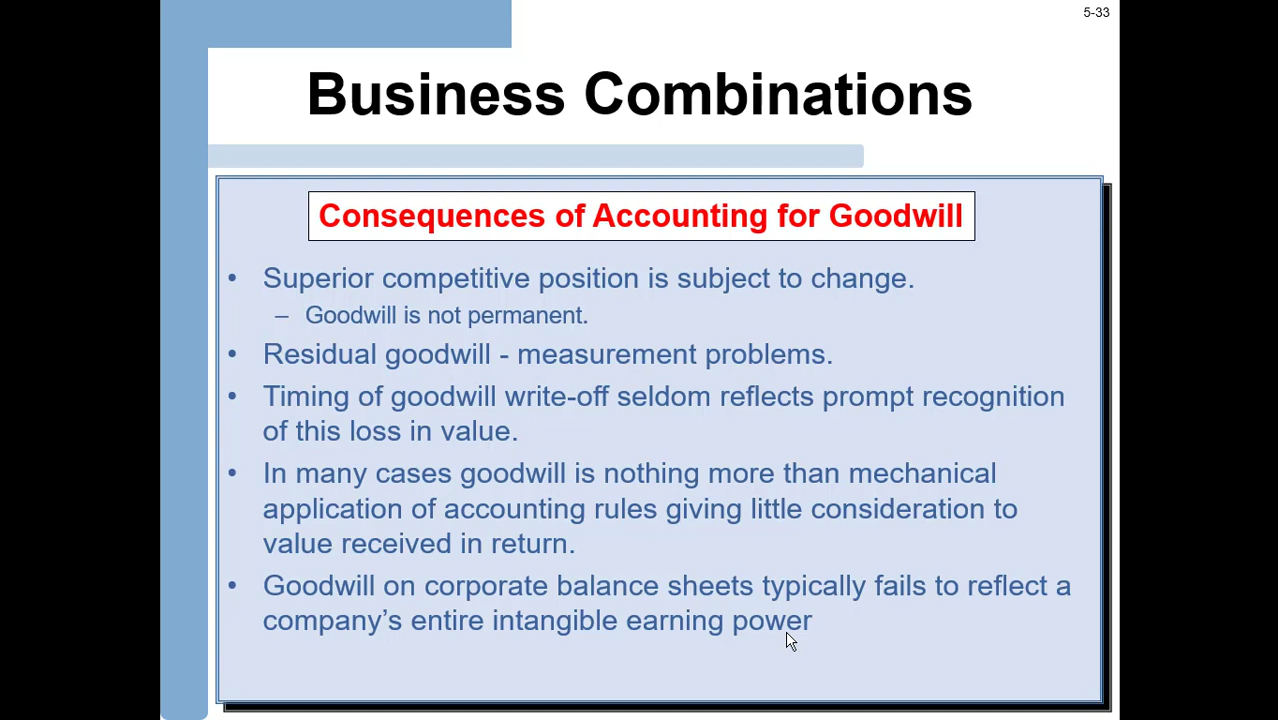 5-33
Business Combinations
Consequences of Accounting for Goodwill
• Superior competitive position is subject to change.
– Goodwill is not permanent.
• Residual goodwill - measurement problems.
• Timing of goodwill write-off seldom reflects prompt recognition
of this loss in value.
• In many cases goodwill is nothing more than mechanical
application of accounting rules giving little consideration to
value received in return.
• Goodwill on corporate balance sheets typically fails to reflect a
company’s entire intangible earning power